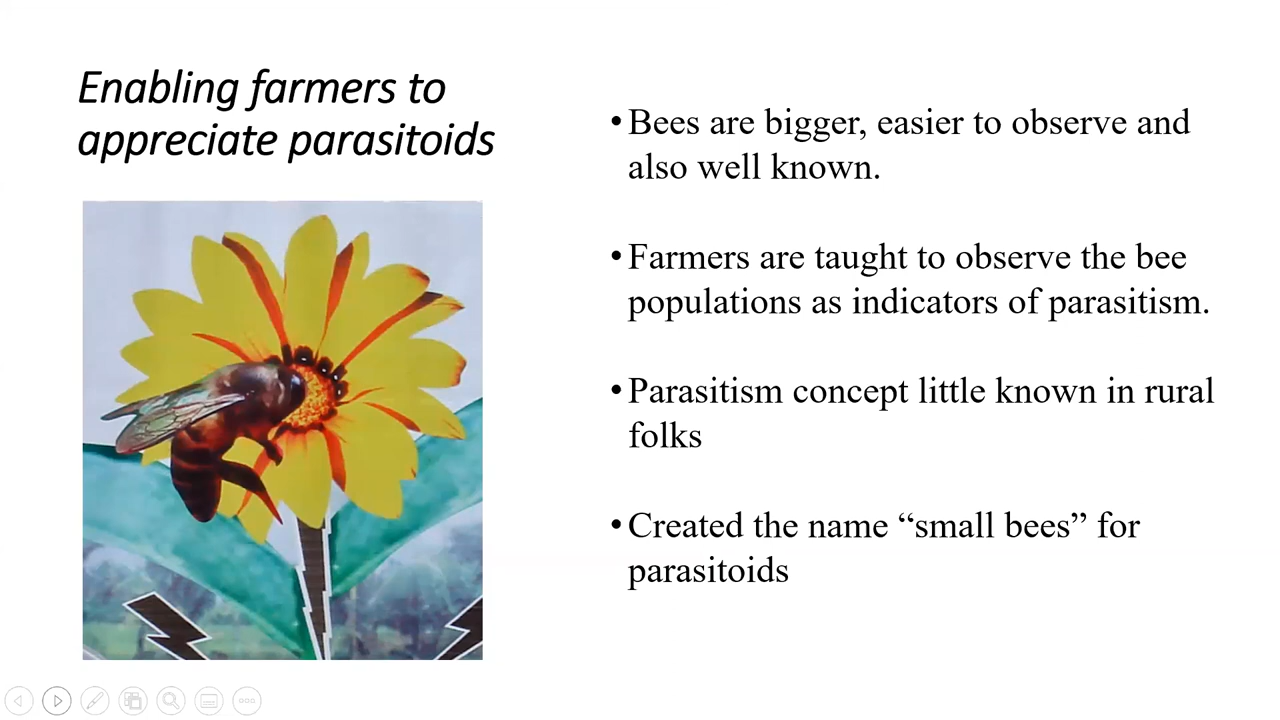 Enabling farmers to
appreciate parasitoids
• Bees are bigger, easier to observe and
also well known.
• Farmers are taught to observe the bee
populations as indicators of parasitism.
• Parasitism concept little known in rural
folks
• Created the name “small bees” for
parasitoids